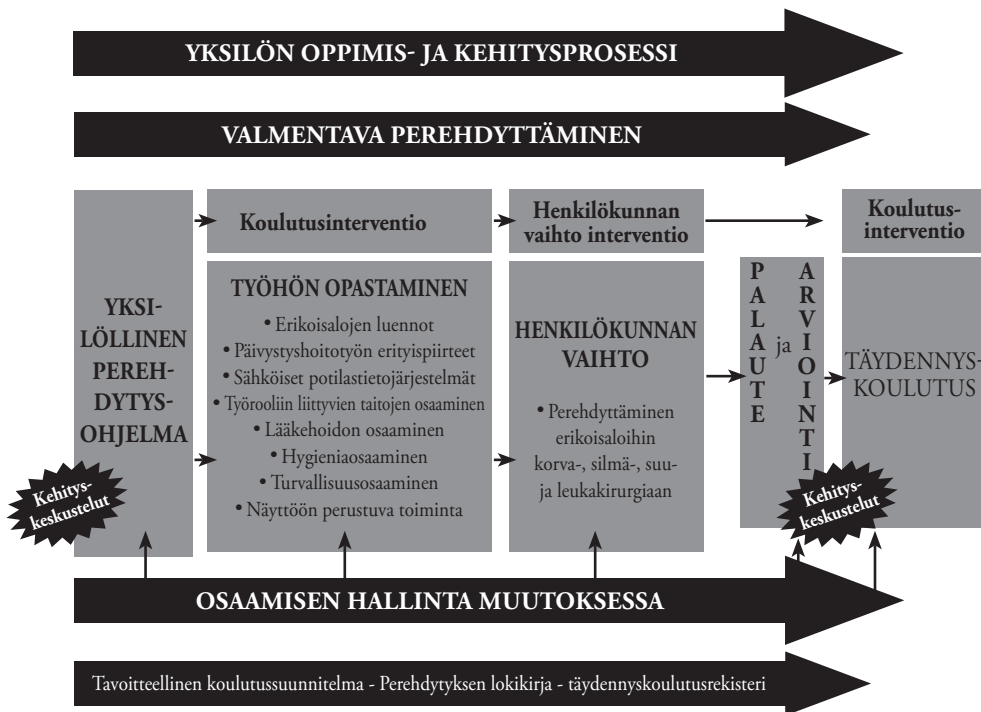 YKSILÖN OPPIMIS- JA KEHITYSPROSESSI
VALMENTAVA PEREHDYTTÄMINEN
YKSI-
LÖLLINEN
PEREH-
DYTYS-
OHJELMA
Kehitys-
keskustelut
Koulutusinterventio
TYÖHÖN OPASTAMINEN
• Erikoisalojen luennot
• Päivystyshoitotyön erityispiirteet
• Sähköiset potilastietojärjestelmät
• Työrooliin liittyvien taitojen osaaminen
• Lääkehoidon osaaminen
• Hygieniaosaaminen
• Turvallisuusosaaminen
• Näyttöön perustuva toiminta
Henkilökunnan
vaihto interventio
HENKILÖKUNNAN
VAIHTO
• Perehdyttäminen
erikoisaloihin
korva-, silmä-, suu-
ja leukakirurgiaan
PALAUTE
ja
ARVIOINTI
Kehitys-
keskustelut
Koulutus-
interventio
TÄYDENNYS-
KOULUTUS
OSAAMISEN HALLINTA MUUTOKSESSA
Tavoitteellinen koulutussuunnitelma - Perehdytyksen lokikirja - täydennyskoulutusrekisteri